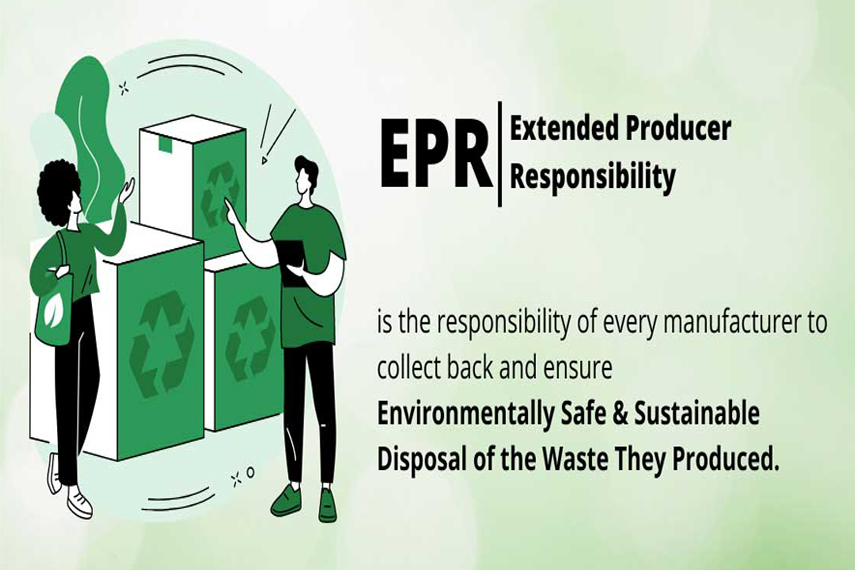 EPR
Extended Producer
Responsibility
is the responsibility of every manufacturer to
collect back and ensure
Environmentally Safe & Sustainable
Disposal of the Waste They Produced.